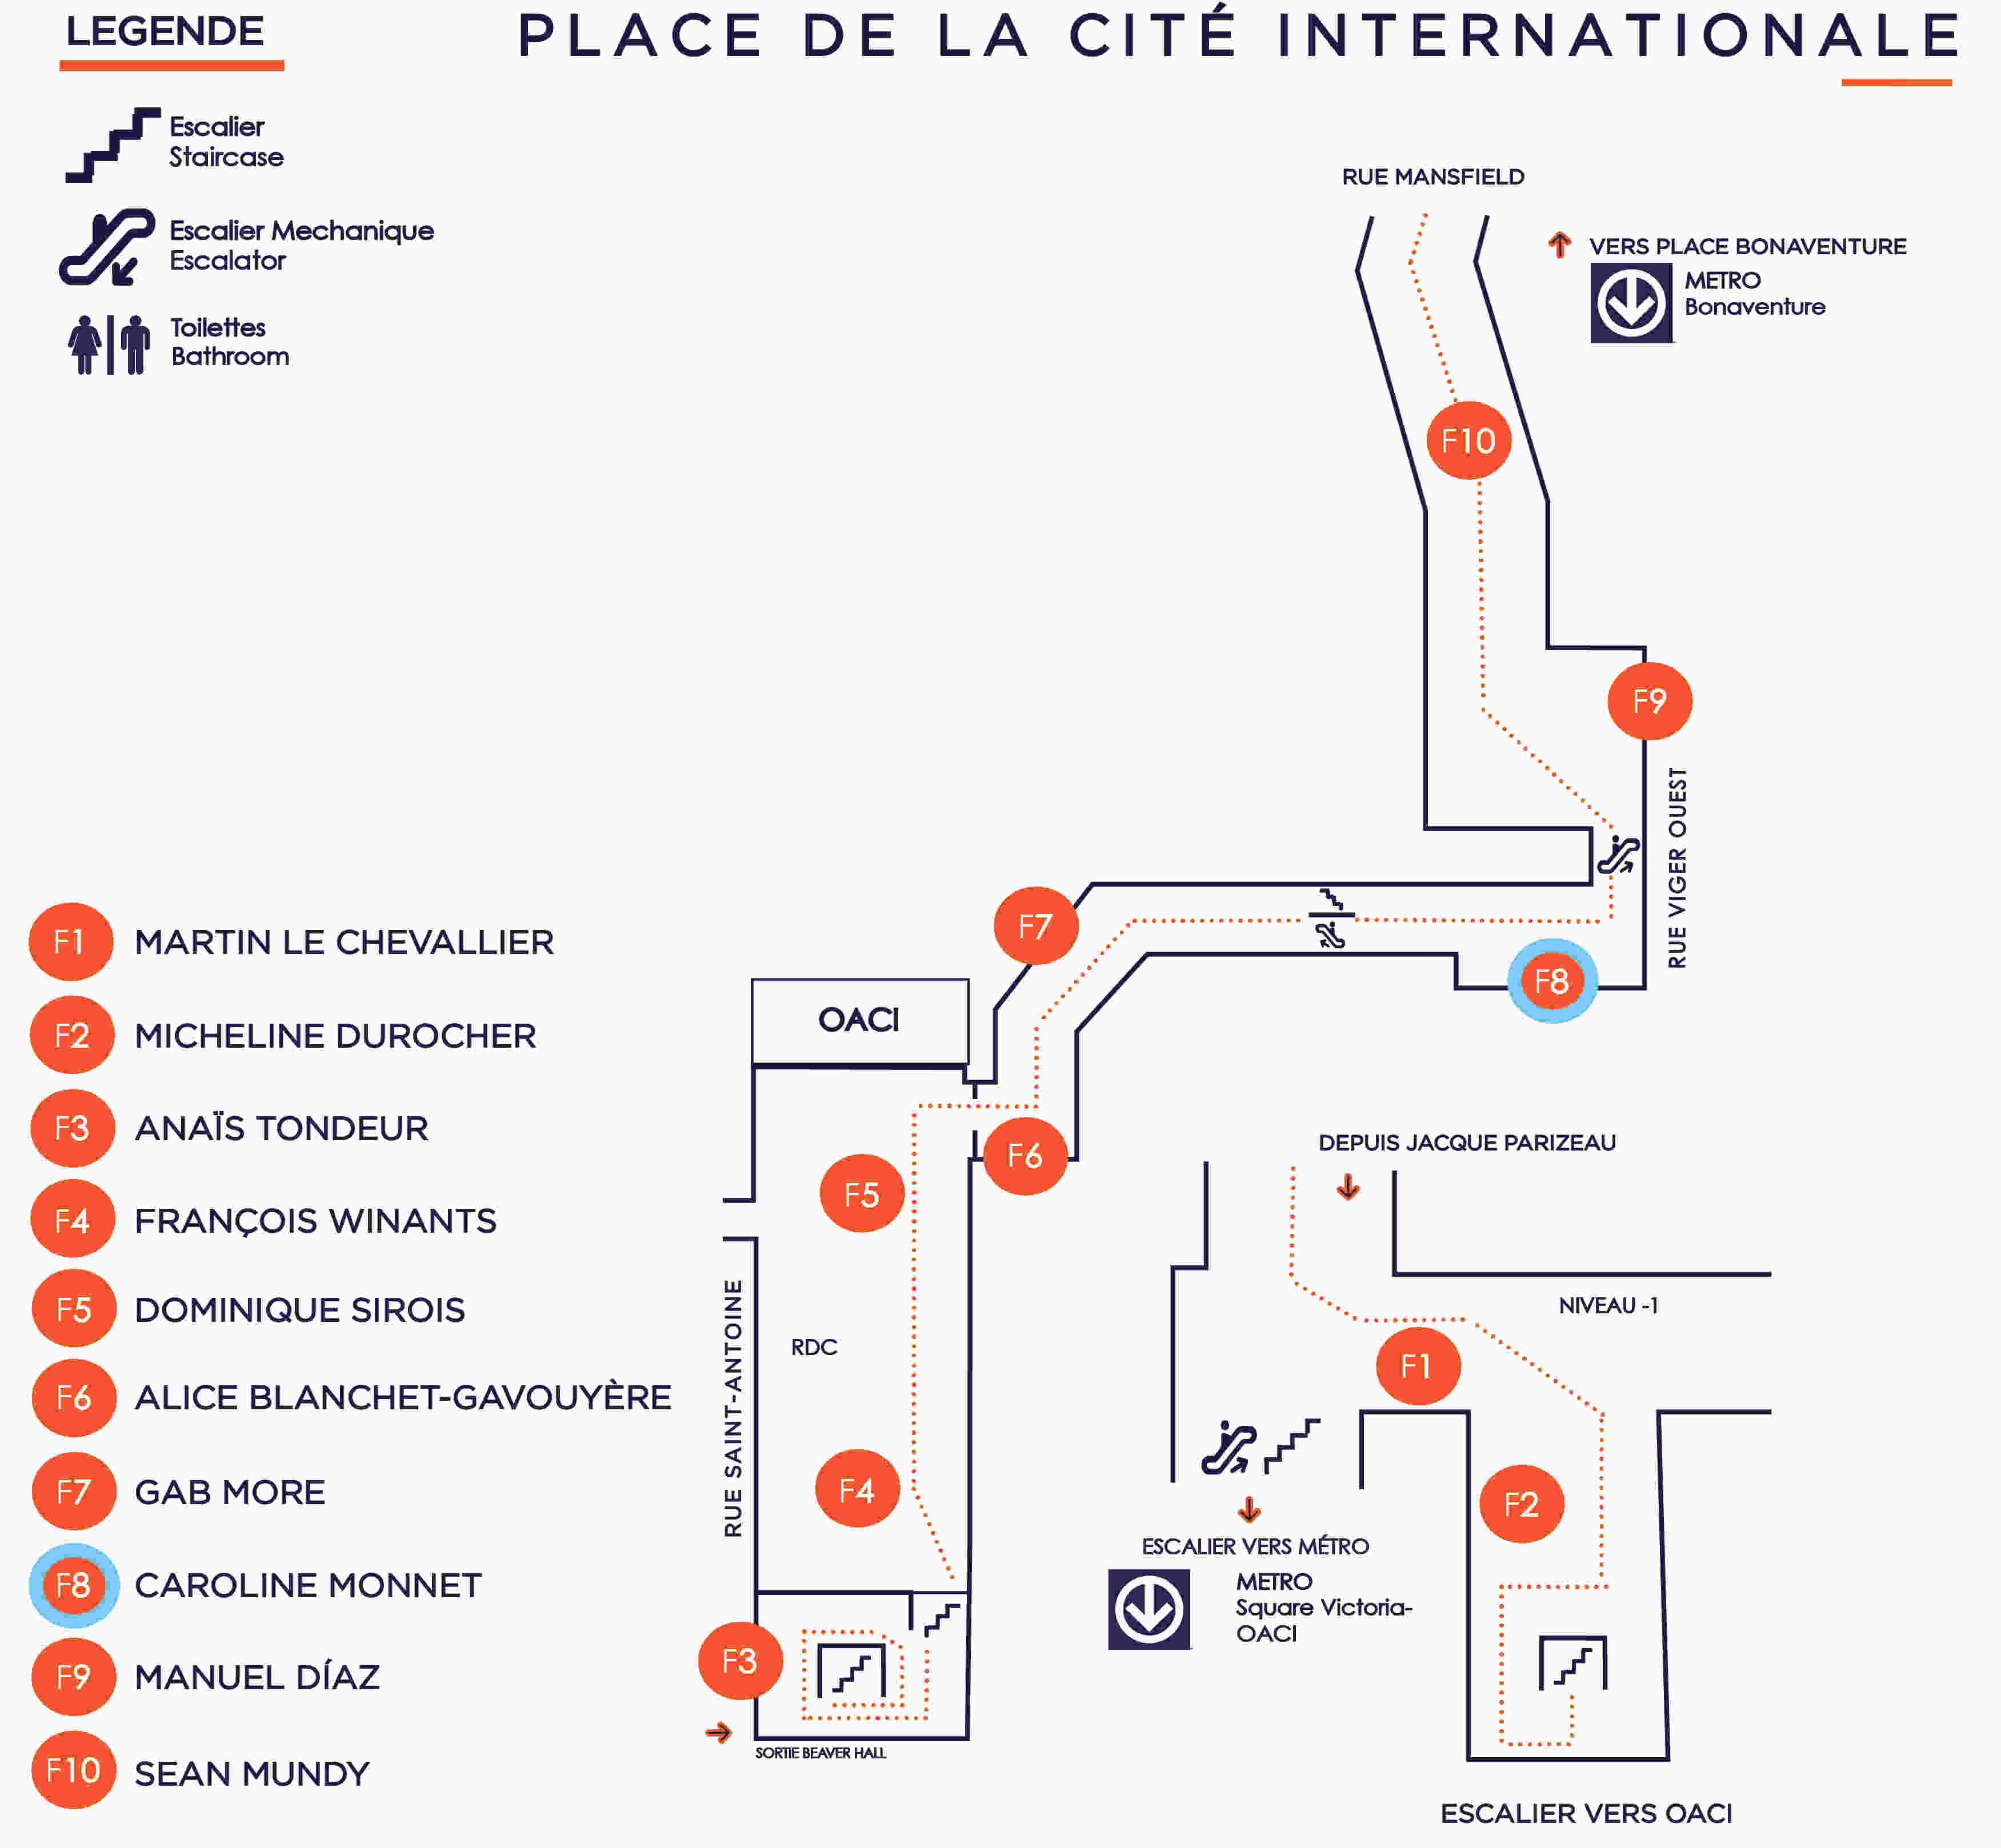 LEGENDE
PLACE DE LA CITÉ INTERNATIONALE
Escalier
Staircase
Escalier Mechanique
Escalator
Toilettes
Bathroom
RUE MANSFIELD
VERS PLACE BONAVENTURE
METRO
Bonaventure
F10
F9
RUE VIGER OUEST
F7
F8
OACI
F6
F5
RUE SAINT-ANTOINE
RDC
F4
F3
SORTIE BEAVER HALL
DEPUIS JACQUE PARIZEAU
NIVEAU -1
F1
F2
ESCALIER VERS MÉTRO
METRO
Square Victoria-
OACI
ESCALIER VERS OACI
F1 MARTIN LE CHEVALLIER
F2 MICHELINE DUROCHER
F3 ANAÏS TONDEUR
F4 FRANÇOIS WINANTS
F5 DOMINIQUE SIROIS
F6 ALICE BLANCHET-GAVOUYÈRE
F7 GAB MORE
F8 CAROLINE MONNET
F9 MANUEL DÍAZ
F10 SEAN MUNDY